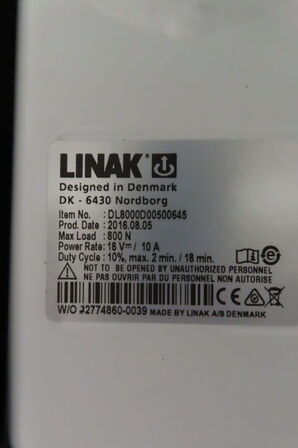 LINAK®
Designed in Denmark
DK - 6430 Nordborg
Item No. : DL8000D00500645
Prod. Date : 2016.08.05
Max Load : 800 N
Power Rate: 18 V⎓ / 10 A
Duty Cycle : 10%, max. 2 min. / 18 min.
NOT TO BE OPENED BY UNAUTHORIZED PERSONNEL
NE PAS OUVRIR PAR DU PERSONNEL NON AUTORISE
CE
W/O #2774860-0039 MADE BY LINAK A/S DENMARK